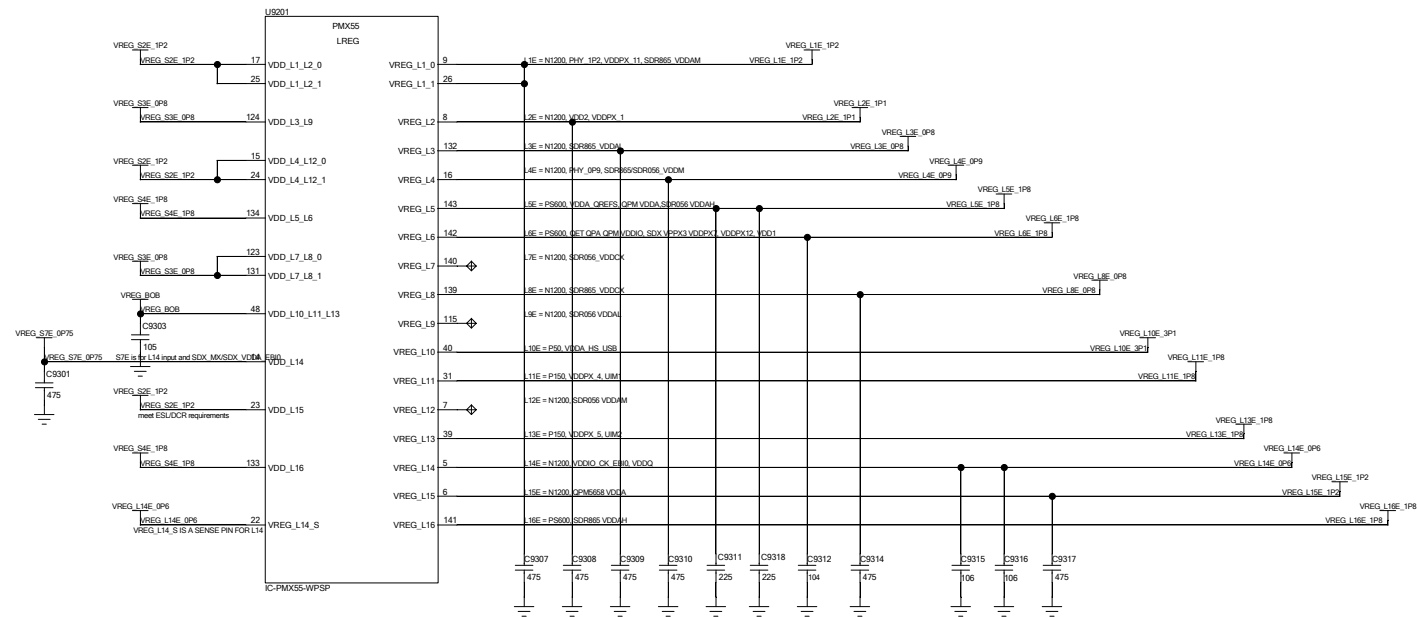 U9201
PMX55
LREG
VREG_S2E_1P2
VREG_S2E_1P2
17 VDD_L1_L2_0
25 VDD_L1_L2_1
VREG_S3E_0P8
VREG_S3E_0P8
124 VDD_L3_L9
VREG_S2E_1P2
VREG_S2E_1P2
15 VDD_L4_L12_0
24 VDD_L4_L12_1
VREG_S4E_1P8
VREG_S4E_1P8
134 VDD_L5_L6
VREG_S3E_0P8
VREG_S3E_0P8
123 VDD_L7_L8_0
131 VDD_L7_L8_1
VREG_BOB
VREG_BOB
48 VDD_L10_L11_L13
C9303
105
VREG_S7E_0P75
VREG_S7E_0P75
S7E is for L14 input and SDX_MX/SDX_VDDA_EBI0
14 VDD_L14
C9301
475
VREG_S2E_1P2
VREG_S2E_1P2
meet ESL/DCR requirements
23 VDD_L15
VREG_S4E_1P8
VREG_S4E_1P8
133 VDD_L16
VREG_L14E_0P6
VREG_L14E_0P6
VREG_L14_S IS A SENSE PIN FOR L14
22 VREG_L14_S
IC-PMX55-WPSP
VREG_L1_0 9
L1E = N1200, PHY_1P2, VDDPX_11, SDR865_VDDAM
VREG_L1E_1P2
VREG_L1E_1P2
VREG_L1_1 26
VREG_L2 8
L2E = N1200, VDD2, VDDPX_1
VREG_L2E_1P1
VREG_L2E_1P1
VREG_L3 132
L3E = N1200, SDR865_VDDAL
VREG_L3E_0P8
VREG_L3E_0P8
VREG_L4 16
L4E = N1200, PHY_0P9, SDR865/SDR056_VDDM
VREG_L4E_0P9
VREG_L4E_0P9
VREG_L5 143
L5E = PS600, VDDA_QREFS, QPM VDDA,SDR056 VDDAH
VREG_L5E_1P8
VREG_L5E_1P8
VREG_L6 142
L6E = PS600, QET QPA QPM VDDIO, SDX VPPX3 VDDPX7, VDDPX12, VDD1
VREG_L6E_1P8
VREG_L6E_1P8
VREG_L7 140
L7E = N1200, SDR056_VDDCX
VREG_L8 139
L8E = N1200, SDR865_VDDCX
VREG_L8E_0P8
VREG_L8E_0P8
VREG_L9 115
L9E = N1200, SDR056 VDDAL
VREG_L10 40
L10E = P50, VDDA_HS_USB
VREG_L10E_3P1
VREG_L10E_3P1
VREG_L11 31
L11E = P150, VDDPX_4, UIM1
VREG_L11E_1P8
VREG_L11E_1P8
VREG_L12 7
L12E = N1200, SDR056 VDDAM
VREG_L13 39
L13E = P150, VDDPX_5, UIM2
VREG_L13E_1P8
VREG_L13E_1P8
VREG_L14 5
L14E = N1200, VDDIO_CK_EBI0, VDDQ
VREG_L14E_0P6
VREG_L14E_0P6
VREG_L15 6
L15E = N1200, QPM5658 VDDA
VREG_L15E_1P2
VREG_L15E_1P2
VREG_L16 141
L16E = PS600, SDR865 VDDAH
VREG_L16E_1P8
VREG_L16E_1P8
C9307 C9308 C9309 C9310 C9311 C9318 C9312 C9314 C9315 C9316 C9317
475 475 475 475 225 225 104 475 106 106 475